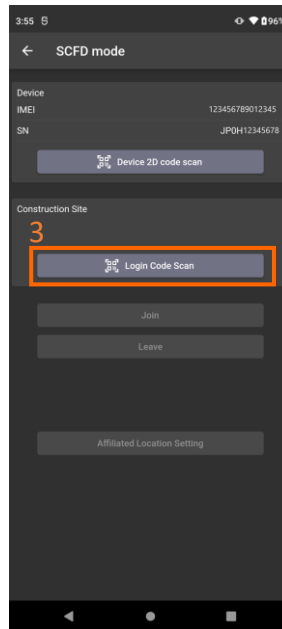 3:55 96%
SCFD mode
Device
IMEI 123456789012345
SN JP0H12345678
Device 2D code scan
Construction Site
3
Login Code Scan
Join
Leave
Affiliated Location Setting